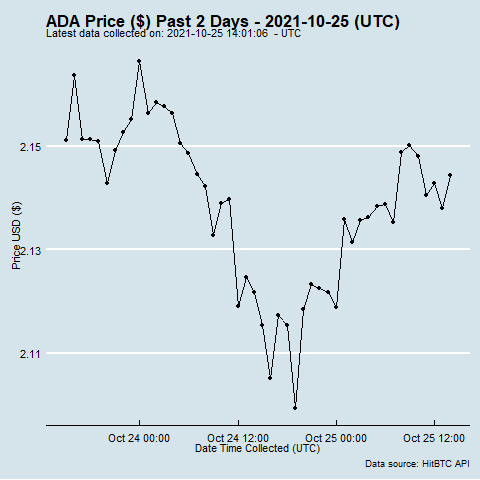 ADA Price ($) Past 2 Days - 2021-10-25 (UTC)
Latest data collected on: 2021-10-25 14:01:06  - UTC
2.15
2.13
2.11
Price USD ($)
Oct 24 00:00
Oct 24 12:00
Oct 25 00:00
Oct 25 12:00
Date Time Collected (UTC)
Data source: HitBTC API